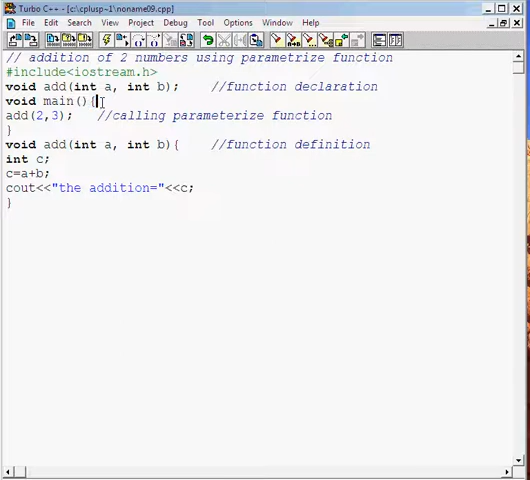 Turbo C++ - [c:\cplusp~1\noname09.cpp]
File Edit Search View Project Debug Tool Options Window Help
// addition of 2 numbers using parametrize function
#include<iostream.h>
void add(int a, int b); //function declaration
void main(){
add(2,3); //calling parameterize function
}
void add(int a, int b){ //function definition
int c;
c=a+b;
cout<<"the addition="<<c;
}